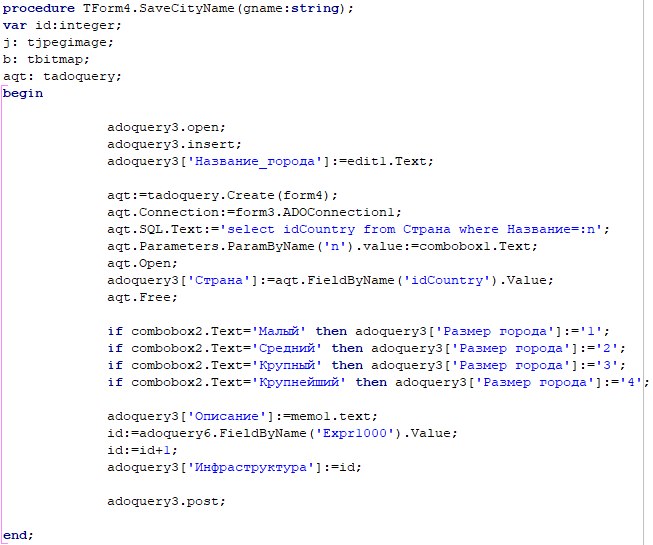 procedure TForm4.SaveCityName(gname:string);
var id:integer;
j: tjpegimage;
b: tbitmap;
aqt: tadoquery;
begin
adoquery3.open;
adoquery3.insert;
adoquery3['Название_города']:=edit1.Text;
aqt:=tadoquery.Create(form4);
aqt.Connection:=form3.ADOConnection1;
aqt.SQL.Text:='select idCountry from Страна where Название=:n';
aqt.Parameters.ParamByName('n').value:=combobox1.Text;
aqt.Open;
adoquery3['Страна']:=aqt.FieldByName('idCountry').Value;
aqt.Free;
if combobox2.Text='Малый' then adoquery3['Размер города']:='1';
if combobox2.Text='Средний' then adoquery3['Размер города']:='2';
if combobox2.Text='Крупный' then adoquery3['Размер города']:='3';
if combobox2.Text='Крупнейший' then adoquery3['Размер города']:='4';
adoquery3['Описание']:=memo1.text;
id:=adoquery6.FieldByName('Expr1000').Value;
id:=id+1;
adoquery3['Инфраструктура']:=id;
adoquery3.post;
end;